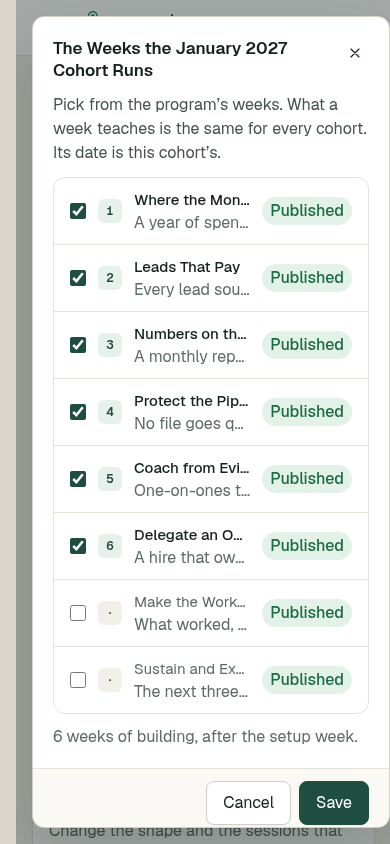 The Weeks the January 2027
Cohort Runs
Pick from the program's weeks. What a
week teaches is the same for every cohort.
Its date is this cohort's.
1 Where the Mon... Published
A year of spen...
2 Leads That Pay Published
Every lead sou...
3 Numbers on th... Published
A monthly rep...
4 Protect the Pip... Published
No file goes q...
5 Coach from Evi... Published
One-on-ones t...
6 Delegate an O... Published
A hire that ow...
· Make the Work... Published
What worked, ...
· Sustain and Ex... Published
The next three...
6 weeks of building, after the setup week.
Cancel Save
Change the shape and the sessions that